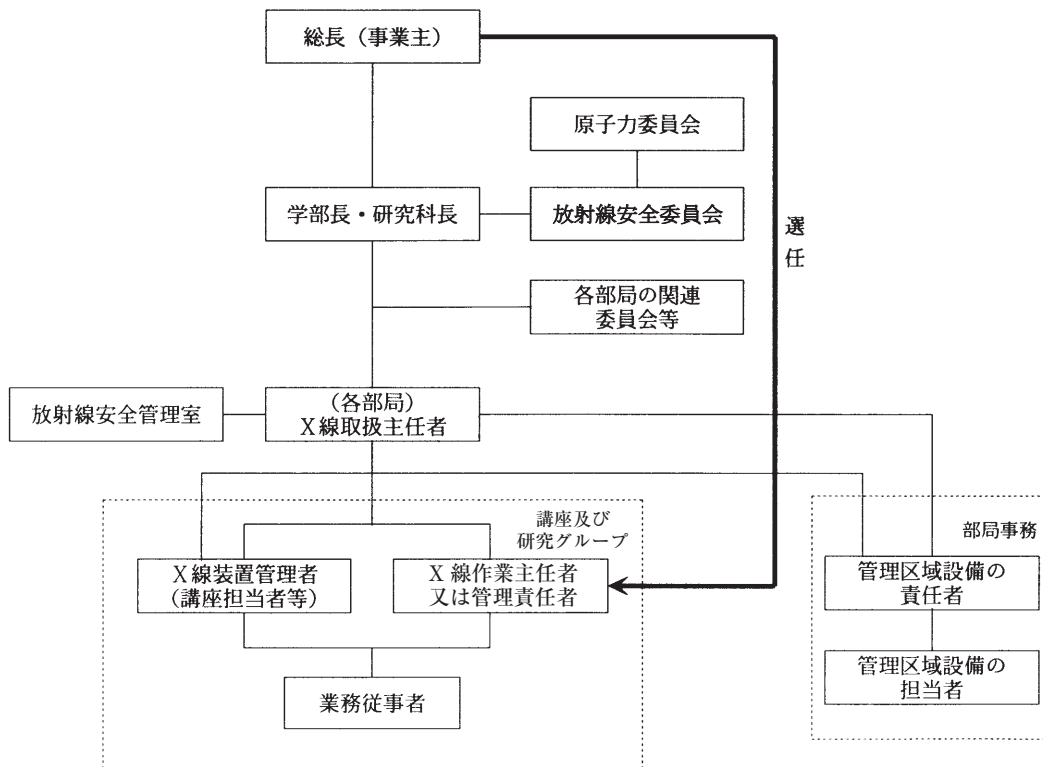 総長（事業主）
原子力委員会
学部長・研究科長
放射線安全委員会
選任
各部局の関連
委員会等
放射線安全管理室
（各部局）
Ｘ線取扱主任者
講座及び
研究グループ
部局事務
Ｘ線装置管理者
（講座担当者等）
Ｘ線作業主任者
又は管理責任者
管理区域設備の
責任者
管理区域設備の
担当者
業務従事者